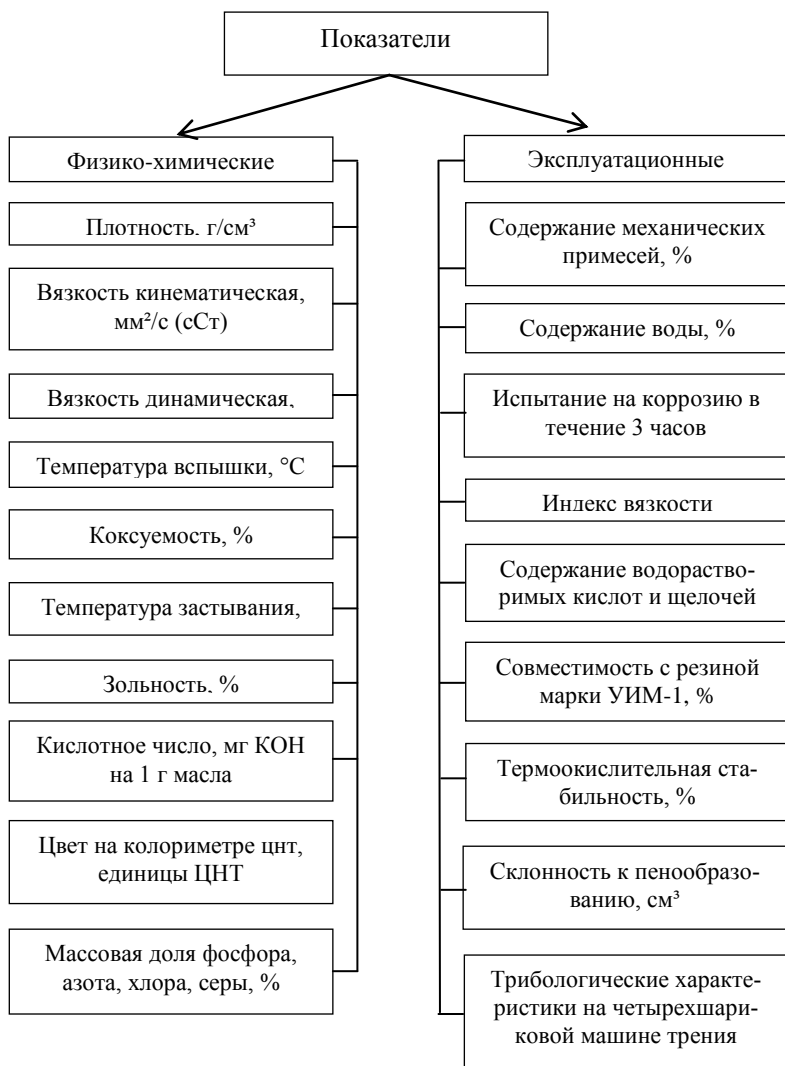 Показатели
Физико-химические
Плотность, г/см³
Вязкость кинематическая,
мм²/с (сСт)
Вязкость динамическая,
Температура вспышки, °С
Коксуемость, %
Температура застывания,
Зольность, %
Кислотное число, мг КОН
на 1 г масла
Цвет на колориметре цнт,
единицы ЦНТ
Массовая доля фосфора,
азота, хлора, серы, %
Эксплуатационные
Содержание механических
примесей, %
Содержание воды, %
Испытание на коррозию в
течение 3 часов
Индекс вязкости
Содержание водораство-
римых кислот и щелочей
Совместимость с резиной
марки УИМ-1, %
Термоокислительная ста-
бильность, %
Склонность к пенообразо-
ванию, см³
Трибологические характе-
ристики на четырехшари-
ковой машине трения